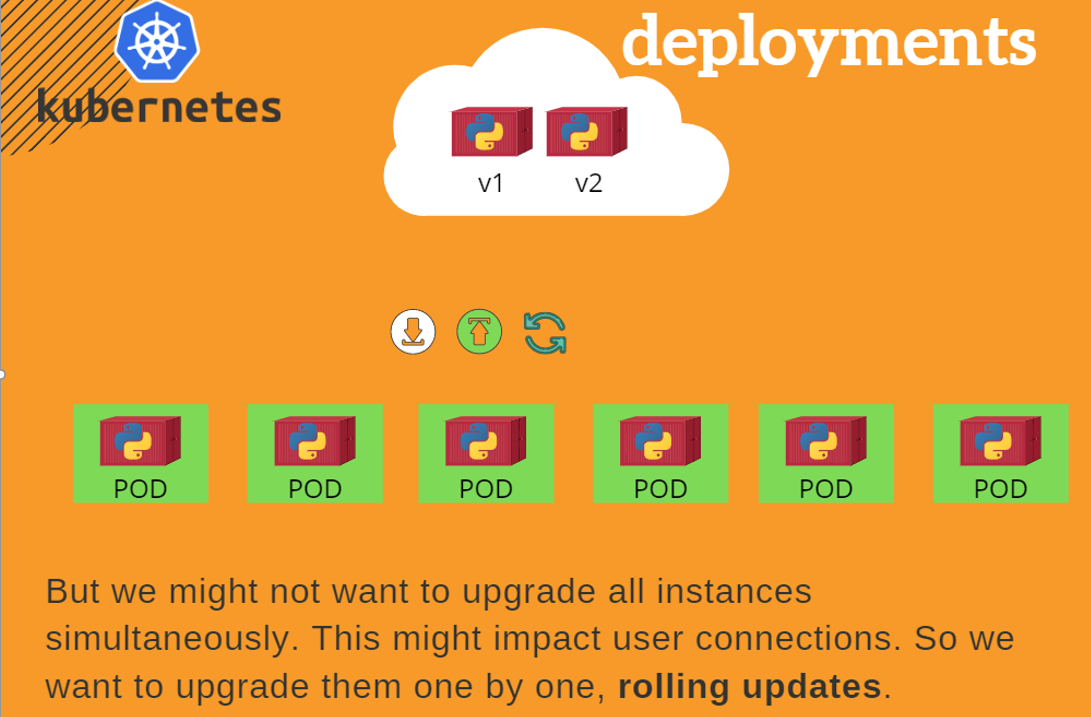 deployments
kubernetes
v1 v2
POD POD POD POD POD POD
But we might not want to upgrade all instances
simultaneously. This might impact user connections. So we
want to upgrade them one by one, rolling updates.